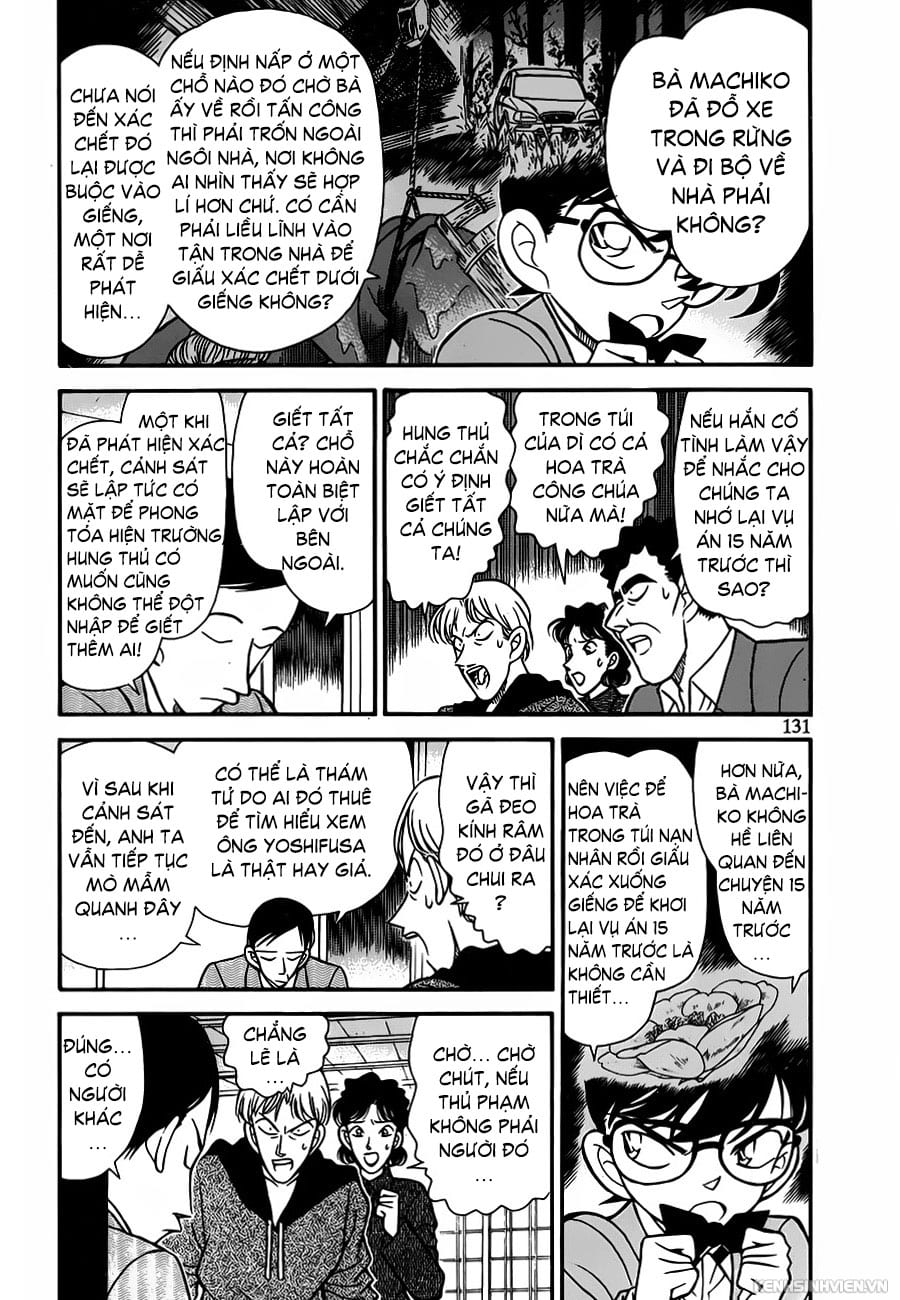 BÀ MACHIKO
ĐÃ ĐỖ XE
TRONG RỪNG
VÀ ĐI BỘ VỀ
NHÀ PHẢI
KHÔNG?
NẾU ĐỊNH NẤP Ở MỘT
CHỖ NÀO ĐÓ CHỜ BÀ
ẤY VỀ RỒI TẤN CÔNG
THÌ PHẢI TRỐN NGOÀI
NGÔI NHÀ, NƠI KHÔNG
AI NHÌN THẤY SẼ HỢP
LÍ HƠN CHỨ. CÓ CẦN
PHẢI LIỀU LĨNH VÀO
TẬN TRONG NHÀ ĐỂ
GIẤU XÁC CHẾT DƯỚI
GIẾNG KHÔNG?
CHƯA NÓI
ĐẾN XÁC
CHẾT ĐÓ
LẠI ĐƯỢC
BUỘC VÀO
GIẾNG,
MỘT NƠI
RẤT DỄ
PHÁT
HIỆN...
NẾU HẮN CỐ
TÌNH LÀM VẬY
ĐỂ NHẮC CHO
CHÚNG TA
NHỚ LẠI VỤ
ÁN 15 NĂM
TRƯỚC THÌ
SAO?
TRONG TÚI
CỦA DÌ CÓ CẢ
HOA TRÀ
CÔNG CHÚA
NỮA MÀ!
HUNG THỦ
CHẮC CHẮN
CÓ Ý ĐỊNH
GIẾT TẤT
CẢ CHÚNG
TA!
GIẾT TẤT
CẢ? CHỖ
NÀY HOÀN
TOÀN BIỆT
LẬP VỚI
BÊN
NGOÀI.
MỘT KHI
ĐÃ PHÁT HIỆN XÁC
CHẾT, CẢNH SÁT
SẼ LẬP TỨC CÓ
MẶT ĐỂ PHONG
TỎA HIỆN TRƯỜNG
HUNG THỦ CÓ
MUỐN CŨNG
KHÔNG THỂ ĐỘT
NHẬP ĐỂ GIẾT
THÊM AI!
131
HƠN NỮA,
BÀ MACHI-
KO KHÔNG
HỀ LIÊN
QUAN ĐẾN
CHUYỆN 15
NĂM
TRƯỚC
...
NÊN VIỆC ĐỂ
HOA TRÀ
TRONG TÚI NẠN
NHÂN RỒI GIẤU
XÁC XUỐNG
GIẾNG ĐỂ KHƠI
LẠI VỤ ÁN 15
NĂM TRƯỚC LÀ
KHÔNG CẦN
THIẾT...
VẬY THÌ
GÃ ĐEO
KÍNH RÂM
ĐÓ Ở ĐÂU
CHUI RA
?
CÓ THỂ LÀ THÁM
TỬ DO AI ĐÓ THUÊ
ĐỂ TÌM HIỂU XEM
ÔNG YOSHIFUSA
LÀ THẬT HAY GIẢ.
VÌ SAU KHI
CẢNH SÁT
ĐẾN, ANH TA
VẪN TIẾP TỤC
MÒ MẪM
QUANH ĐÂY
...
CHỜ... CHỜ
CHÚT, NẾU
THỦ PHẠM
KHÔNG PHẢI
NGƯỜI ĐÓ
...
CHẲNG
LẼ LÀ
...
ĐÚNG...
CÓ
NGƯỜI
KHÁC
...
KENHSINHVIEN.VN